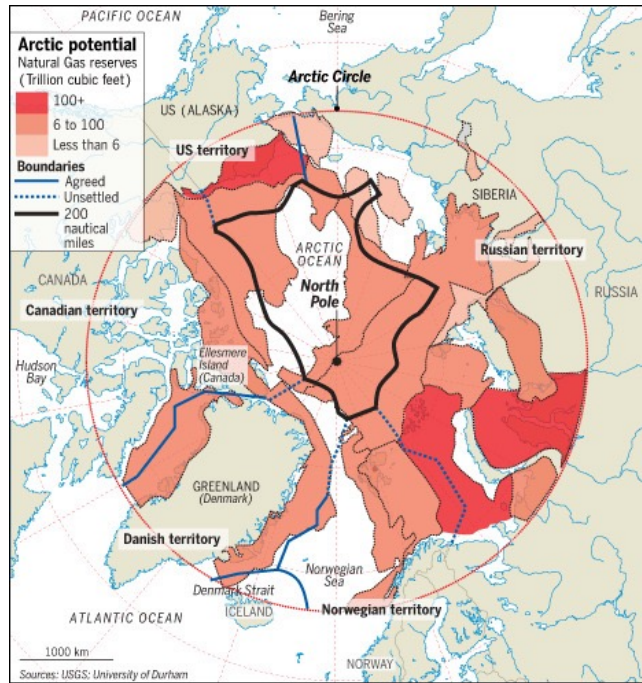 PACIFIC OCEAN
Bering
Sea
Arctic potential
Natural Gas reserves
(Trillion cubic feet)
100+
6 to 100
Less than 6
Boundaries
Agreed
Unsettled
200
nautical
miles
Arctic Circle
US (ALASKA)
US territory
SIBERIA
Russian territory
ARCTIC
OCEAN
CANADA
RUSSIA
North
Pole
Canadian territory
Ellesmere
Island
(Canada)
Hudson
Bay
GREENLAND
(Denmark)
Danish territory
Norwegian
Sea
Denmark Strait
ICELAND
Norwegian territory
ATLANTIC OCEAN
1000 km
NORWAY
Sources: USGS; University of Durham